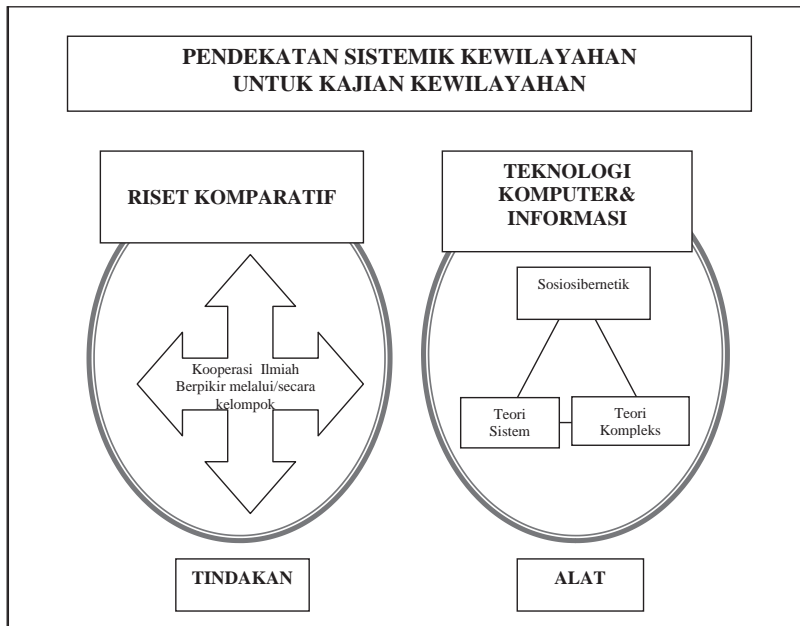 PENDEKATAN SISTEMIK KEWILAYAHAN
UNTUK KAJIAN KEWILAYAHAN
RISET KOMPARATIF
Kooperasi Ilmiah
Berpikir melalui/secara
kelompok
TINDAKAN
TEKNOLOGI
KOMPUTER&
INFORMASI
Sosiosibernetik
Teori
Sistem
Teori
Kompleks
ALAT